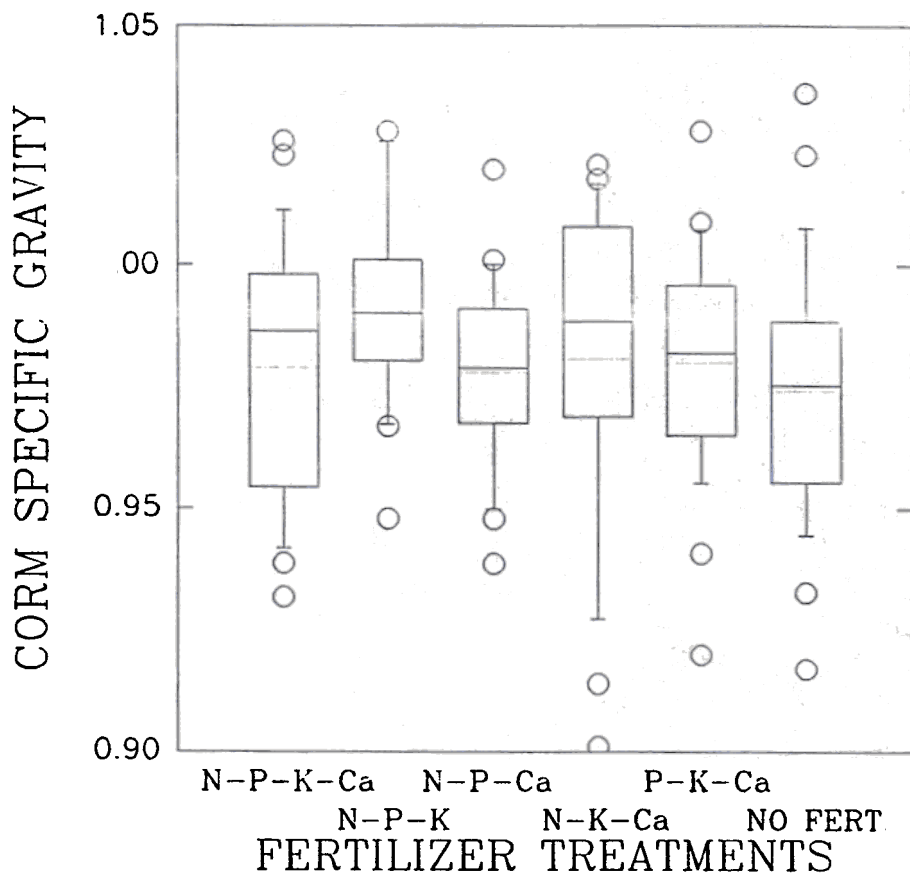 1.05
.00
0.95
0.90
CORM SPECIFIC GRAVITY
N-P-K-Ca N-P-Ca P-K-Ca
N-P-K N-K-Ca NO FERT
FERTILIZER TREATMENTS